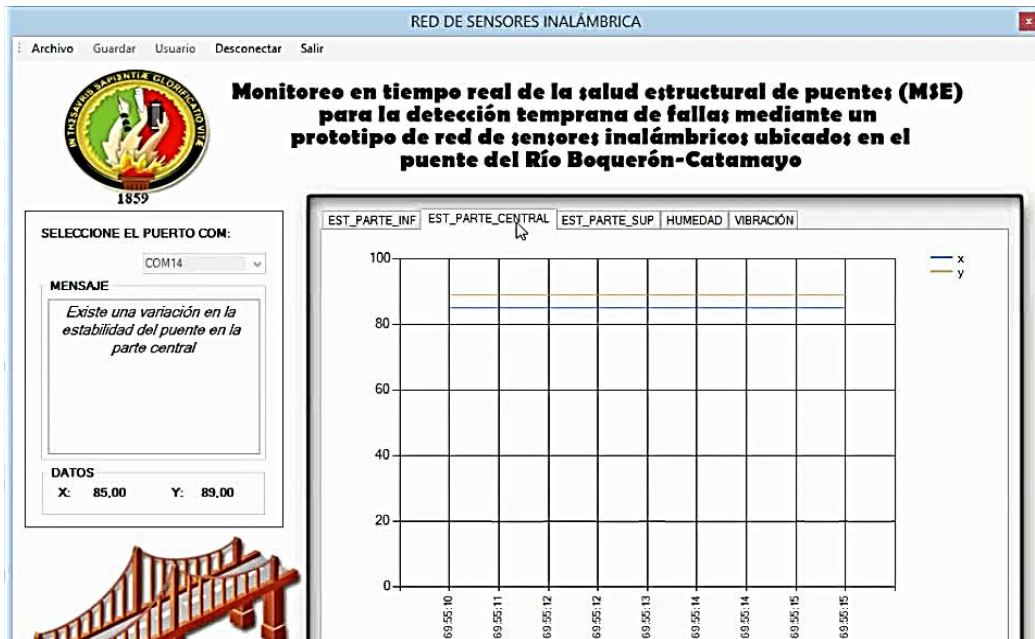 RED DE SENSORES INALÁMBRICA
Archivo Guardar Usuario Desconectar Salir
IN THESAVRIS SAPIENTIÆ GLORIFICATIO VITÆ
1859
Monitoreo en tiempo real de la salud estructural de puentes (MSE)
para la detección temprana de fallas mediante un
prototipo de red de sensores inalámbricos ubicados en el
puente del Río Boquerón-Catamayo
SELECCIONE EL PUERTO COM:
COM14
MENSAJE
Existe una variación en la
estabilidad del puente en la
parte central
DATOS
X: 85,00 Y: 89,00
EST_PARTE_INF EST_PARTE_CENTRAL EST_PARTE_SUP HUMEDAD VIBRACIÓN
x
y
100
80
60
40
20
0
69:55:10
69:55:11
69:55:12
69:55:12
69:55:13
69:55:14
69:55:14
69:55:15
69:55:15